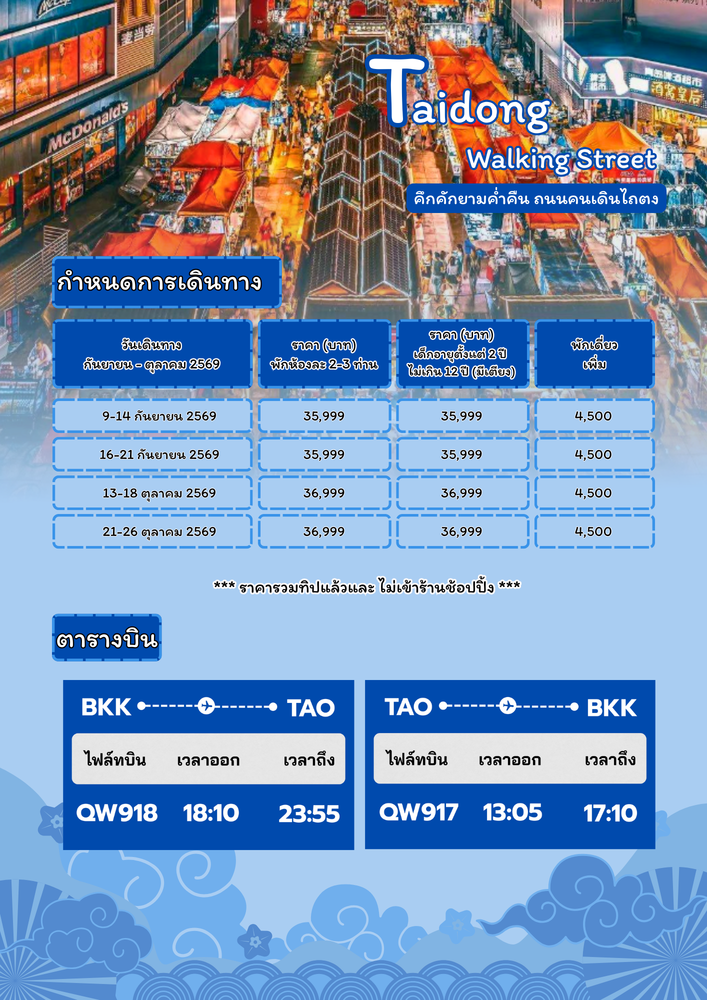 McCafé
麦当劳
McDonald's
啤酒超市
酒窖皇后
Taidong
Walking Street
คึกคักยามค่ำคืน ถนนคนเดินไถตง
กำหนดการเดินทาง
วันเดินทาง
กันยายน - ตุลาคม 2569
ราคา (บาท)
พักห้องละ 2-3 ท่าน
ราคา (บาท)
เด็กอายุตั้งแต่ 2 ปี
ไม่เกิน 12 ปี (มีเตียง)
พักเดี่ยว
เพิ่ม
9-14 กันยายน 2569 35,999 35,999 4,500
16-21 กันยายน 2569 35,999 35,999 4,500
13-18 ตุลาคม 2569 36,999 36,999 4,500
21-26 ตุลาคม 2569 36,999 36,999 4,500
*** ราคารวมทิปแล้วและ ไม่เข้าร้านช้อปปิ้ง ***
ตารางบิน
BKK TAO
ไฟล์ทบิน เวลาออก เวลาถึง
QW918 18:10 23:55
TAO BKK
ไฟล์ทบิน เวลาออก เวลาถึง
QW917 13:05 17:10